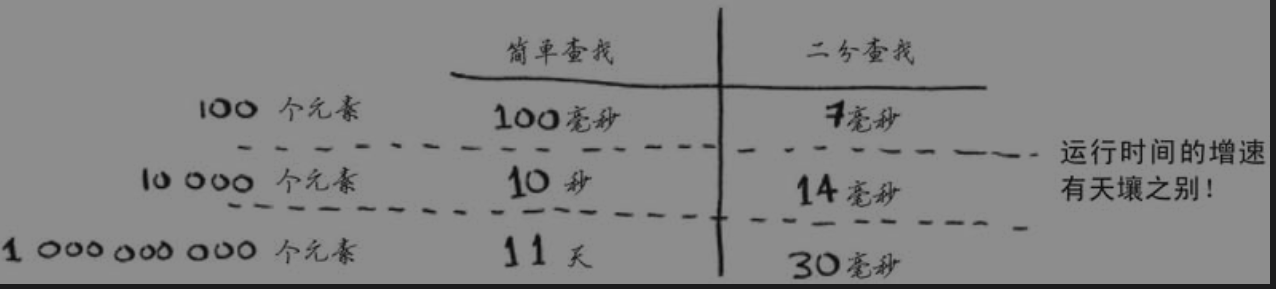 简单查找 二分查找
100 个元素 100毫秒 7毫秒
10 000 个元素 10 秒 14 毫秒
1 000 000 000 个元素 11 天 30 毫秒
运行时间的增速
有天壤之别！